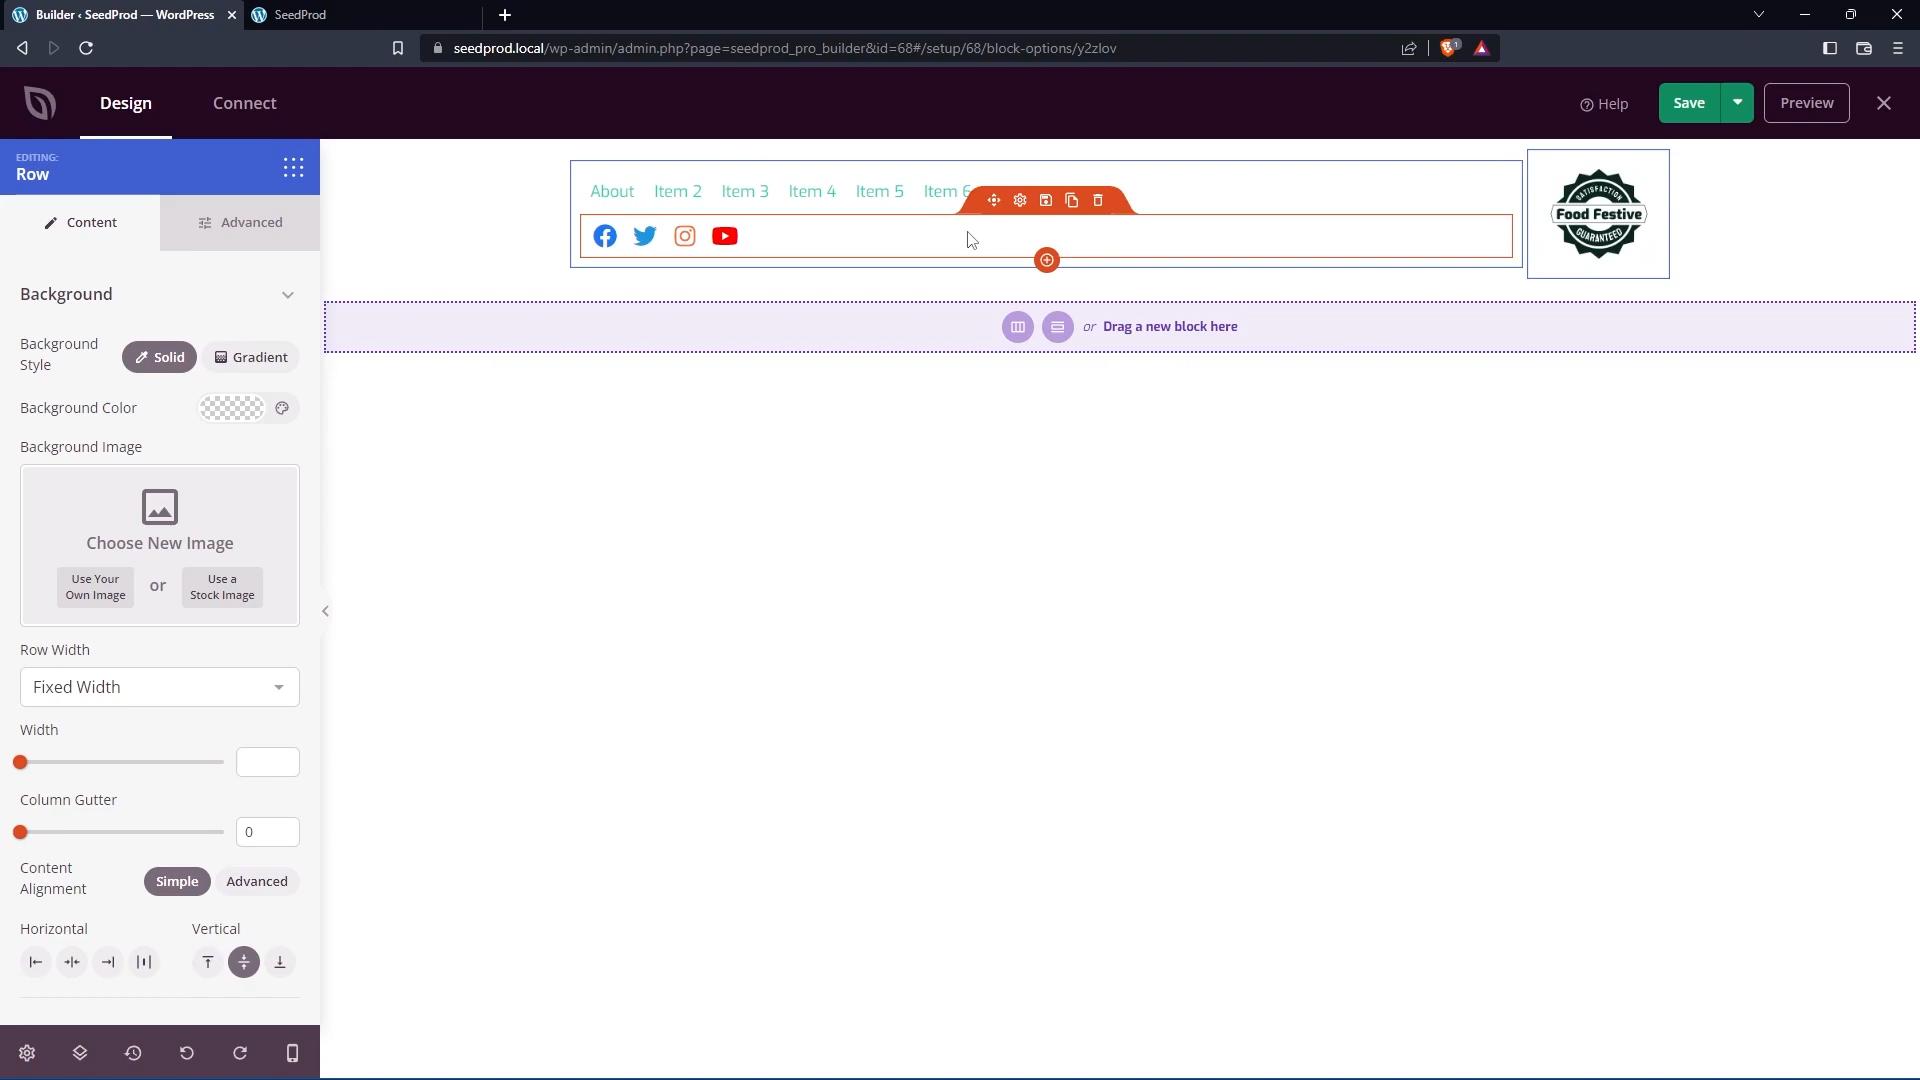 Builder ‹ SeedProd — WordPress
SeedProd
seedprod.local/wp-admin/admin.php?page=seedprod_pro_builder&id=68#/setup/68/block-options/y2zlov
1
Design
Connect
Help
Save
Preview
EDITING:
Row
Content
Advanced
Background
Background
Style
Solid
Gradient
Background Color
Background Image
Choose New Image
Use Your
Own Image
or
Use a
Stock Image
Row Width
Fixed Width
Width
Column Gutter
0
Content
Alignment
Simple
Advanced
Horizontal
Vertical
About
Item 2
Item 3
Item 4
Item 5
Item 6
SATISFACTION
Food Festive
GUARANTEED
or Drag a new block here